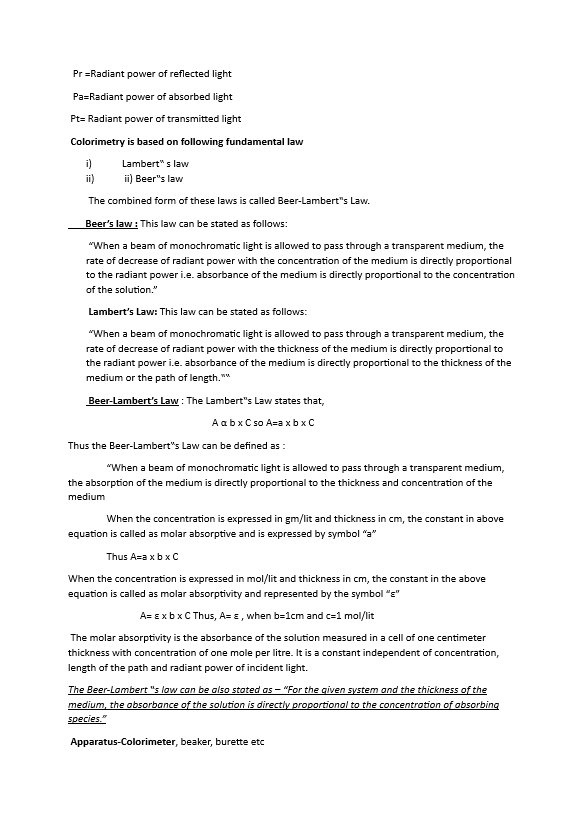 Pr =Radiant power of reflected light
Pa=Radiant power of absorbed light
Pt= Radiant power of transmitted light
Colorimetry is based on following fundamental law
i) Lambert‟ s law
ii) ii) Beer‟s law
The combined form of these laws is called Beer-Lambert‟s Law.
Beer’s law : This law can be stated as follows:
“When a beam of monochromatic light is allowed to pass through a transparent medium, the
rate of decrease of radiant power with the concentration of the medium is directly proportional
to the radiant power i.e. absorbance of the medium is directly proportional to the concentration
of the solution.”
Lambert’s Law: This law can be stated as follows:
“When a beam of monochromatic light is allowed to pass through a transparent medium, the
rate of decrease of radiant power with the thickness of the medium is directly proportional to
the radiant power i.e. absorbance of the medium is directly proportional to the thickness of the
medium or the path of length.‟‟
Beer-Lambert’s Law : The Lambert‟s Law states that,
A α b x C so A=a x b x C
Thus the Beer-Lambert‟s Law can be defined as :
“When a beam of monochromatic light is allowed to pass through a transparent medium,
the absorption of the medium is directly proportional to the thickness and concentration of the
medium
When the concentration is expressed in gm/lit and thickness in cm, the constant in above
equation is called as molar absorptive and is expressed by symbol “a”
Thus A=a x b x C
When the concentration is expressed in mol/lit and thickness in cm, the constant in the above
equation is called as molar absorptivity and represented by the symbol “ε”
A= ε x b x C Thus, A= ε , when b=1cm and c=1 mol/lit
The molar absorptivity is the absorbance of the solution measured in a cell of one centimeter
thickness with concentration of one mole per litre. It is a constant independent of concentration,
length of the path and radiant power of incident light.
The Beer-Lambert ‟s law can be also stated as – “For the given system and the thickness of the
medium, the absorbance of the solution is directly proportional to the concentration of absorbing
species.”
Apparatus-Colorimeter, beaker, burette etc